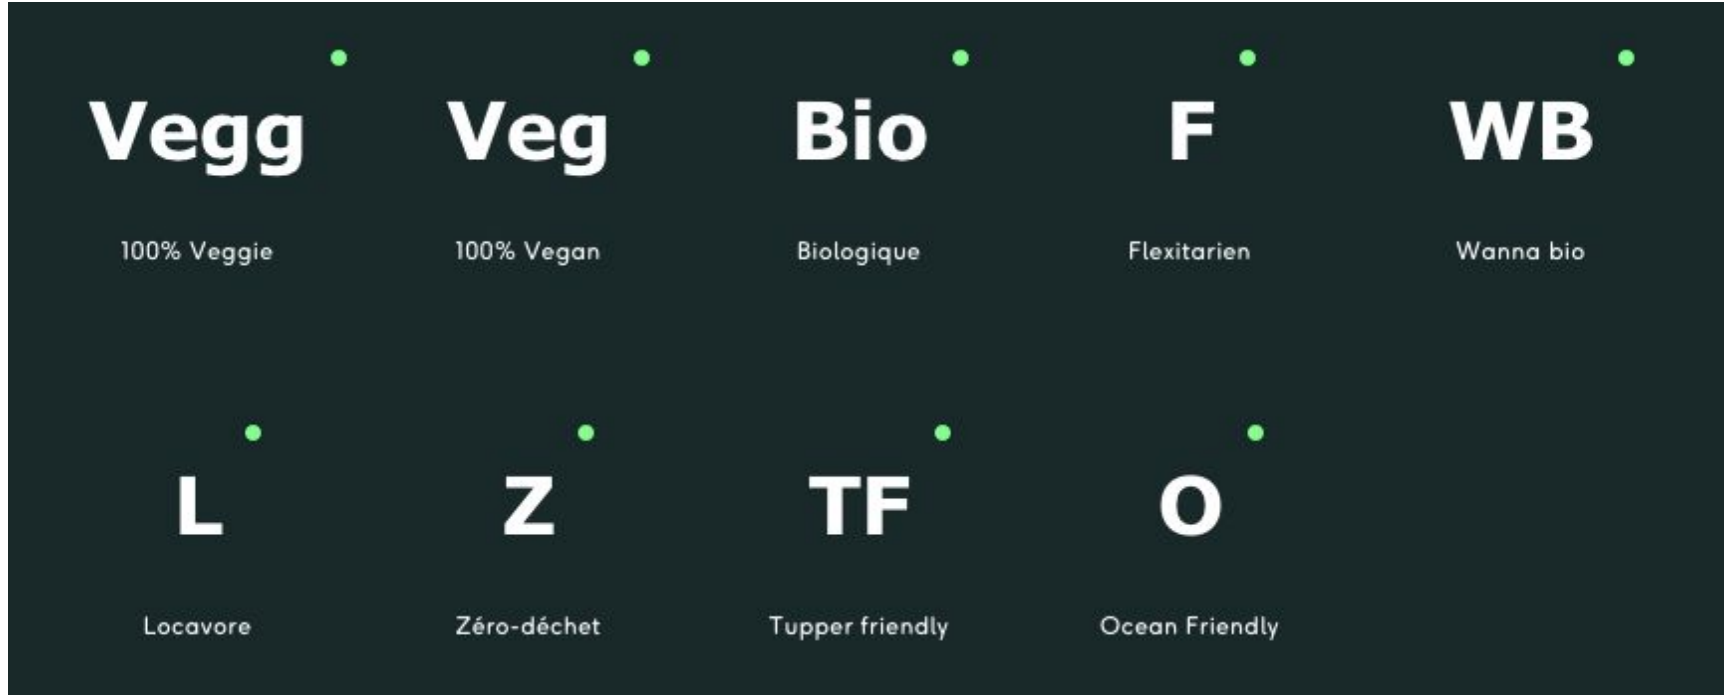 Vegg Veg Bio F WB
100% Veggie 100% Vegan Biologique Flexitarien Wanna bio
L Z TF O
Locavore Zéro-déchet Tupper friendly Ocean Friendly